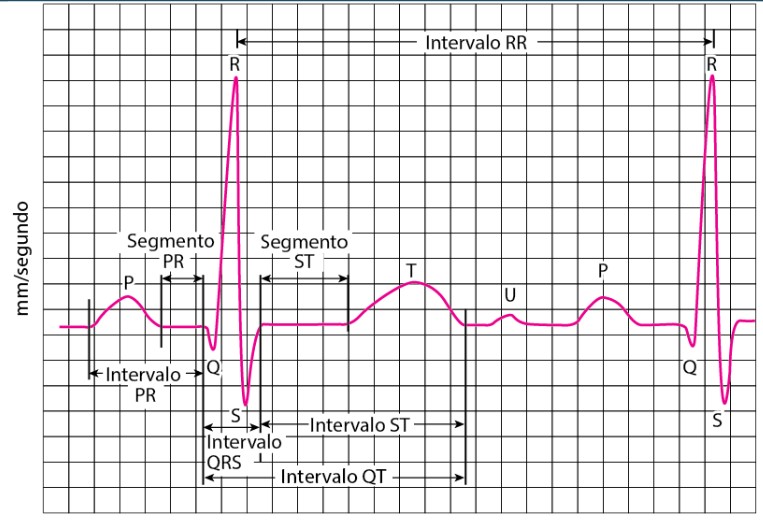 Intervalo RR
R
R
Segmento
PR
Segmento
ST
P
T
U
P
mm/segundo
Intervalo
PR
Q
Q
S
S
Intervalo ST
Intervalo
QRS
Intervalo QT